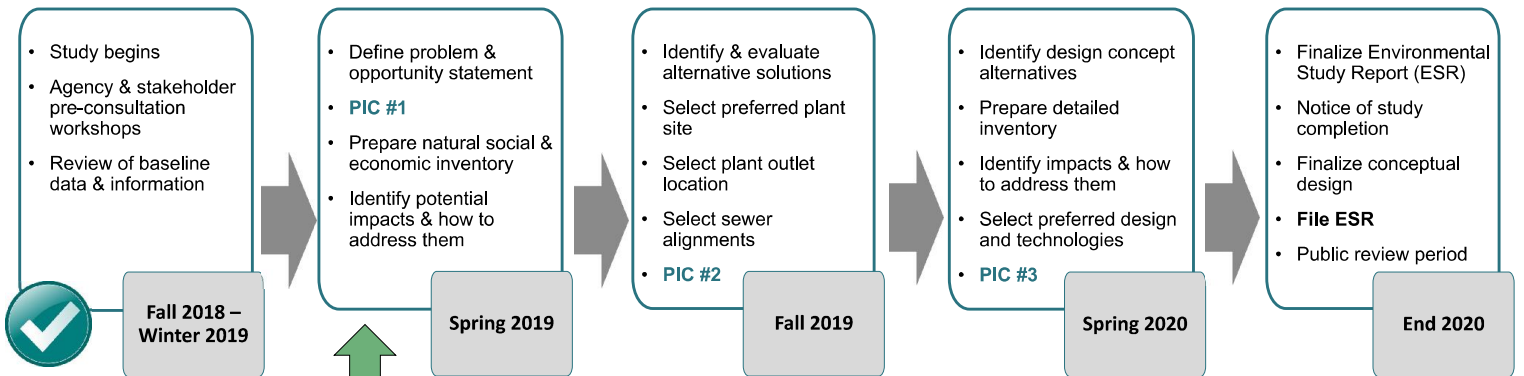 • Study begins
• Agency & stakeholder
pre-consultation
workshops
• Review of baseline
data & information
Fall 2018 –
Winter 2019
• Define problem &
opportunity statement
• PIC #1
• Prepare natural social &
economic inventory
• Identify potential
impacts & how to
address them
Spring 2019
• Identify & evaluate
alternative solutions
• Select preferred plant
site
• Select plant outlet
location
• Select sewer
alignments
• PIC #2
Fall 2019
• Identify design concept
alternatives
• Prepare detailed
inventory
• Identify impacts & how
to address them
• Select preferred design
and technologies
• PIC #3
Spring 2020
• Finalize Environmental
Study Report (ESR)
• Notice of study
completion
• Finalize conceptual
design
• File ESR
• Public review period
End 2020